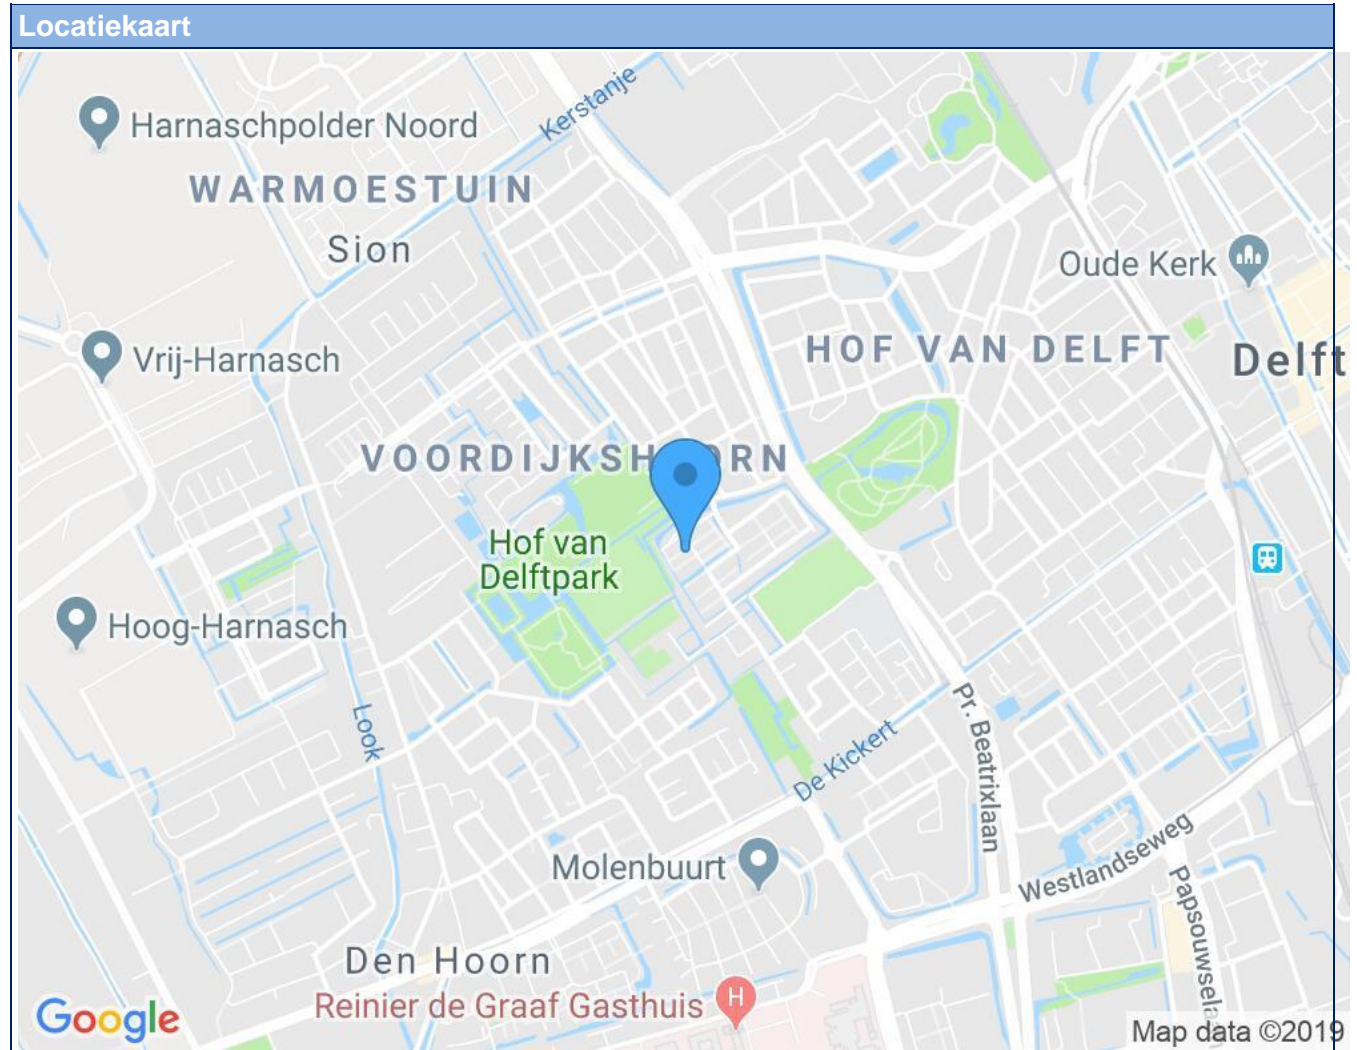 Locatiekaart
Kerstanje
Harnaschpolder Noord
WARMOESTUIN
Sion
Oude Kerk
HOF VAN DELFT
Delft
Vrij-Harnasch
VOORDIJKSH RN
Hof van
Delftpark
Hoog-Harnasch
Look
Pr. Beatrixlaan
De Kickert
Westlandseweg
Molenbuurt
Papsouwsela
Den Hoorn
Reinier de Graaf Gasthuis
H
Google
Map data ©2019